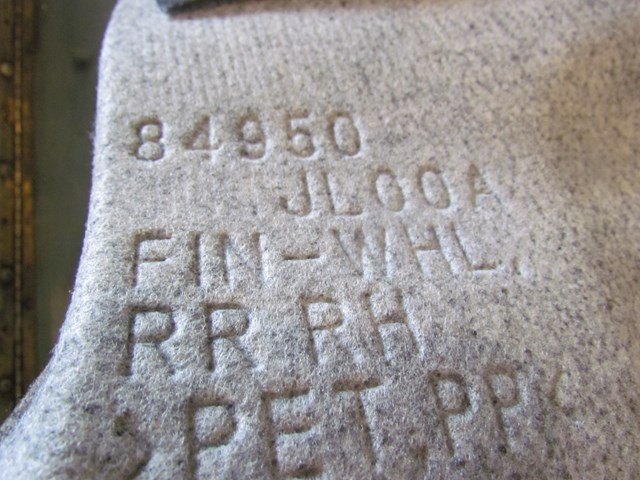 84950
JL00A
FIN-WHL.
RR RH
>PET,PP<